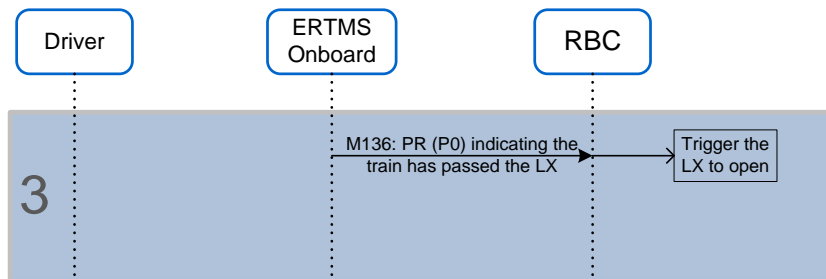 Driver
ERTMS
Onboard
RBC
3
M136: PR (P0) indicating the
train has passed the LX
Trigger the
LX to open